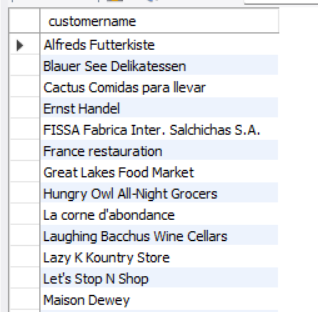 customername
Alfreds Futterkiste
Blauer See Delikatessen
Cactus Comidas para llevar
Ernst Handel
FISSA Fabrica Inter. Salchichas S.A.
France restauration
Great Lakes Food Market
Hungry Owl All-Night Grocers
La corne d'abondance
Laughing Bacchus Wine Cellars
Lazy K Kountry Store
Let's Stop N Shop
Maison Dewey